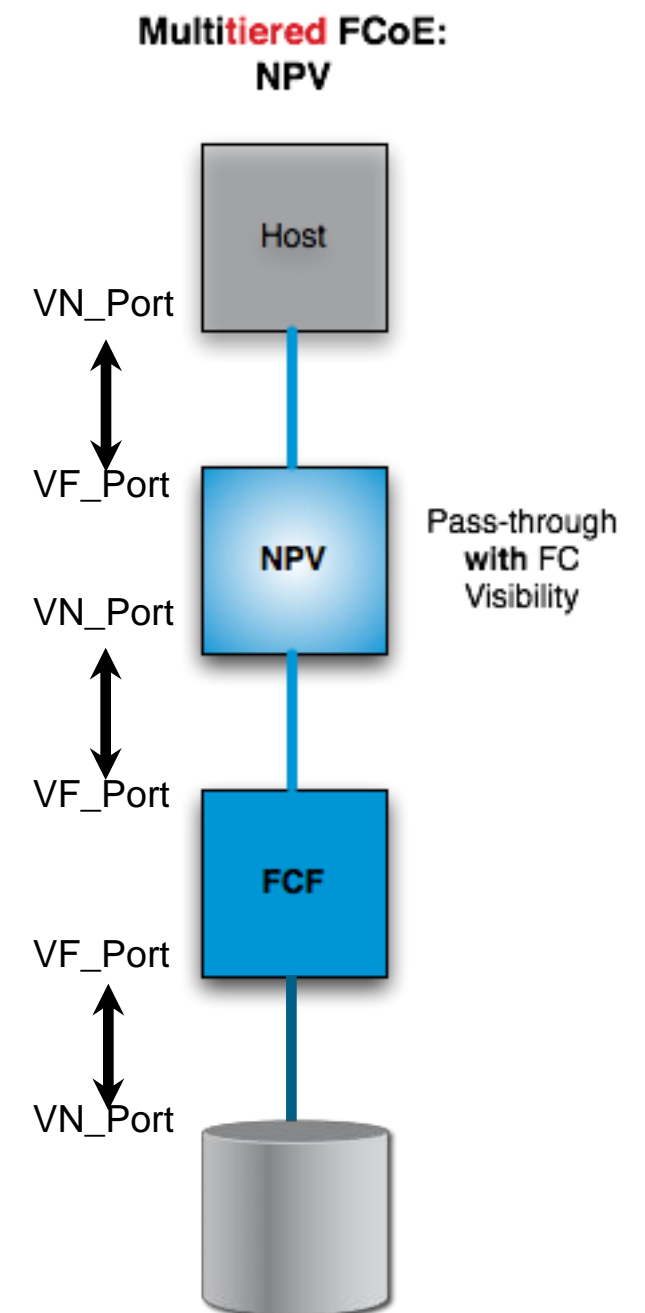 Multitiered FCoE:
NPV
Host
VN_Port
VF_Port
NPV
Pass-through
with FC
Visibility
VN_Port
VF_Port
FCF
VF_Port
VN_Port